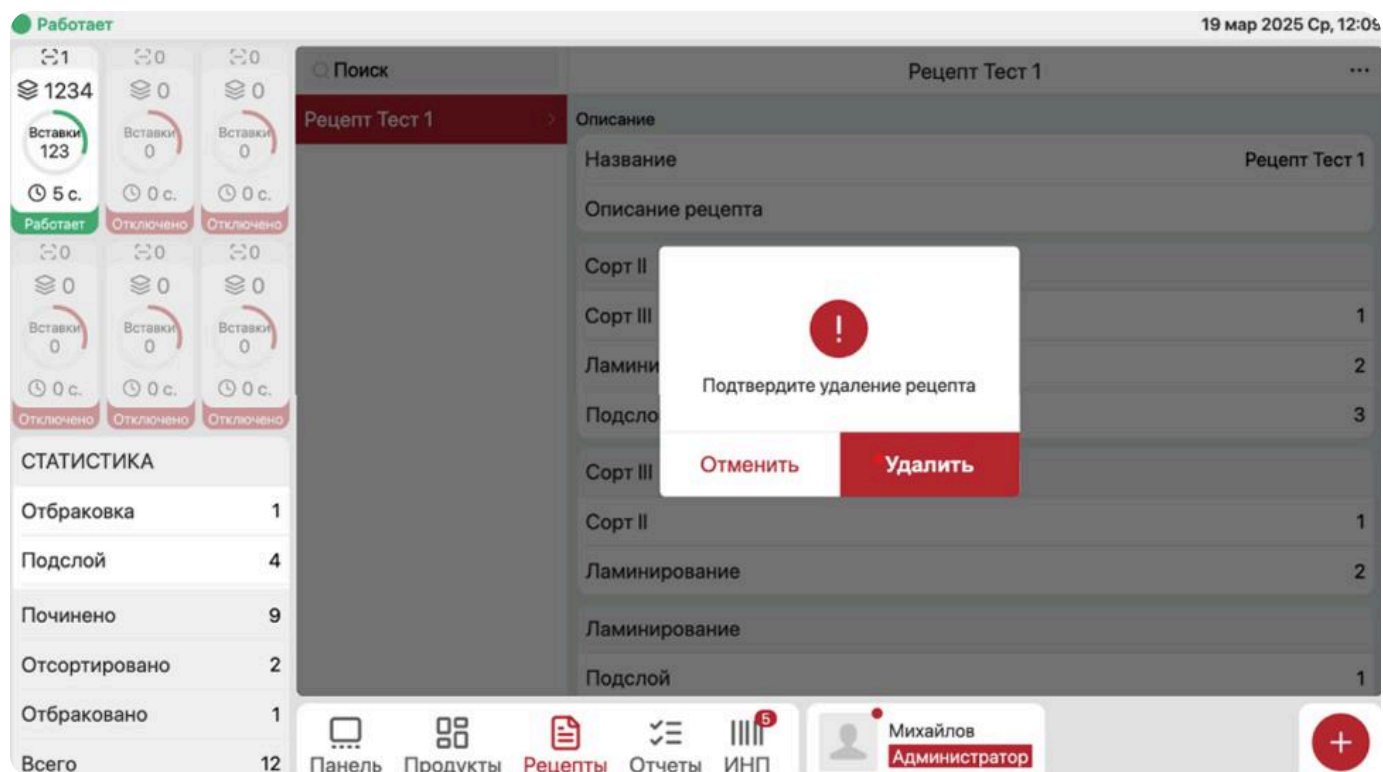 Работает
19 мар 2025 Ср, 12:09
1
1234
Вставки
123
5 с.
Работает
0
0
Вставки
0
0 с.
Отключено
0
0
Вставки
0
0 с.
Отключено
0
0
Вставки
0
0 с.
Отключено
0
0
Вставки
0
0 с.
Отключено
0
0
Вставки
0
0 с.
Отключено
СТАТИСТИКА
Отбраковка 1
Подслой 4
Починено 9
Отсортировано 2
Отбраковано 1
Всего 12
Поиск
Рецепт Тест 1
Рецепт Тест 1
Описание
Название Рецепт Тест 1
Описание рецепта
Сорт II
Сорт III 1
Ламини 2
Подсло 3
Сорт III
Сорт II 1
Ламинирование 2
Ламинирование
Подслой 1
!
Подтвердите удаление рецепта
Отменить Удалить
Панель Продукты Рецепты Отчеты ИНП
5
Михайлов
Администратор